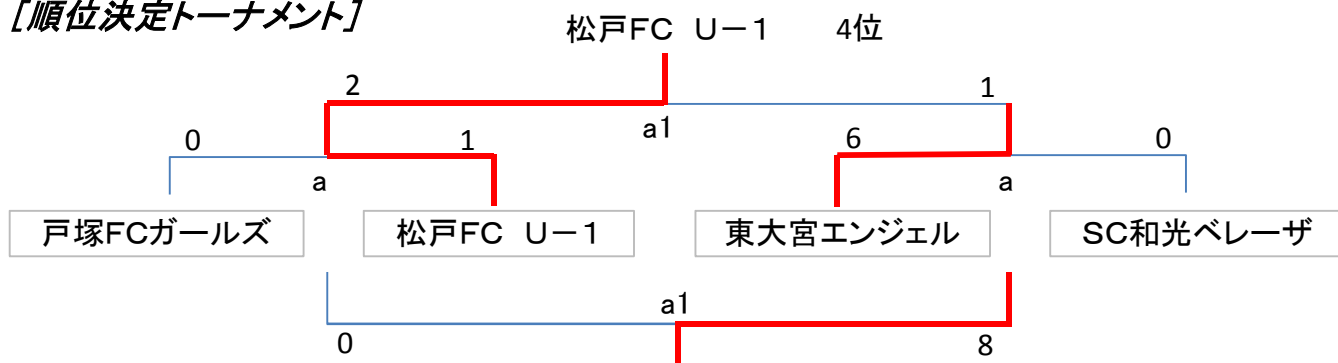 [順位決定トーナメント]
松戸FC U－1 4位
2 1
a1
0 1 6 0
a a
戸塚FCガールズ 松戸FC U－1 東大宮エンジェル SC和光ベレーザ
a1
0 8